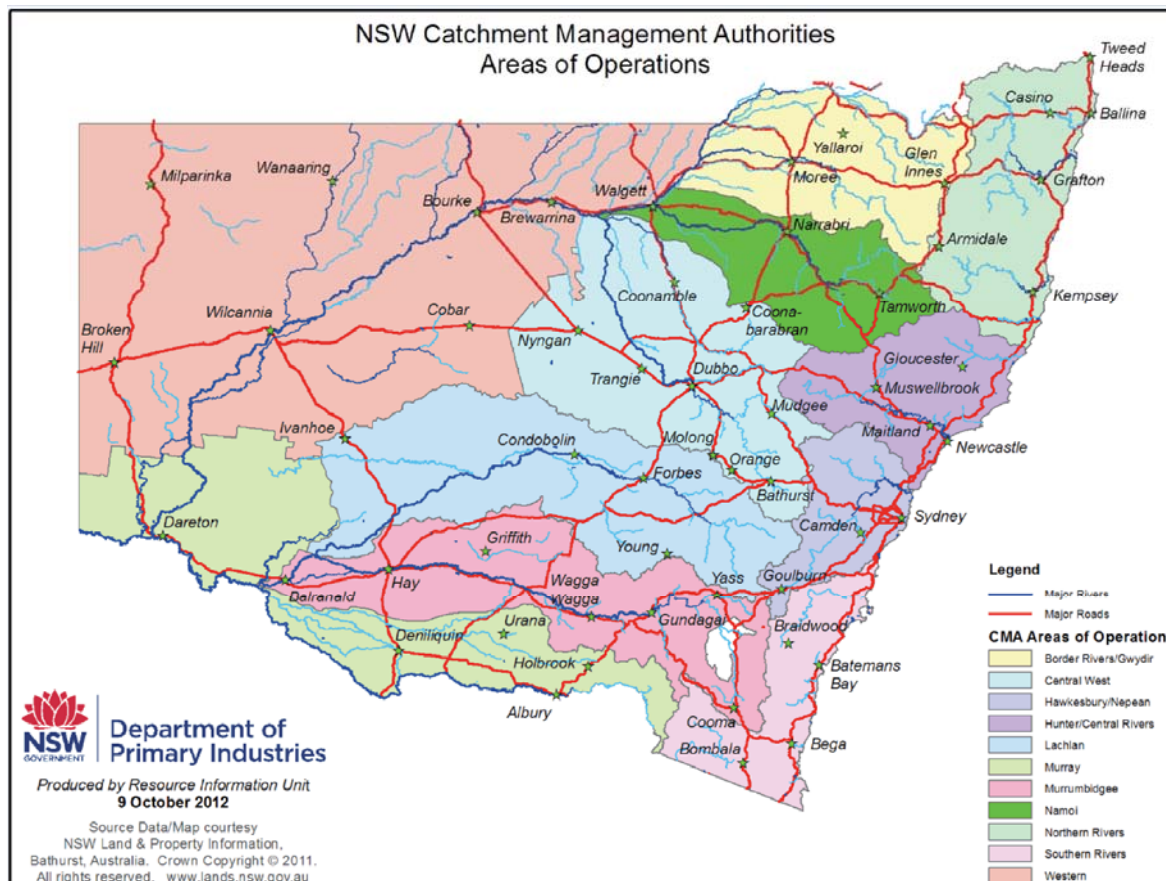 NSW Catchment Management Authorities
Areas of Operations
Tweed
Heads
Casino
Ballina
Yallaroi
Glen
Innes
Wanaaring
Milparinka
Moree
Grafton
Walgett
Bourke
Brewarrina
Narrabri
Armidale
Coonamble
Tamworth
Kempsey
Wilcannia
Cobar
Coona-
barabran
Broken
Hill
Nyngan
Gloucester
Trangie
Dubbo
Muswellbrook
Mudgee
Ivanhoe
Condobolin
Molong
Maitland
Newcastle
Orange
Forbes
Bathurst
Dareton
Camden
Sydney
Griffith
Young
Hay
Wagga
Wagga
Yass
Goulburn
Balranald
Gundagai
Urana
Braidwood
Deniliquin
Holbrook
Batemans
Bay
Albury
Cooma
Bombala
Bega
Legend
Major Rivers
Major Roads
CMA Areas of Operation
Border Rivers/Gwydir
Central West
Hawkesbury/Nepean
Hunter/Central Rivers
Lachlan
Murray
Murrumbidgee
Namoi
Northern Rivers
Southern Rivers
Western
NSW
GOVERNMENT
Department of
Primary Industries
Produced by Resource Information Unit
9 October 2012
Source Data/Map courtesy
NSW Land & Property Information,
Bathurst, Australia. Crown Copyright © 2011.
All rights reserved. www.lands.nsw.gov.au